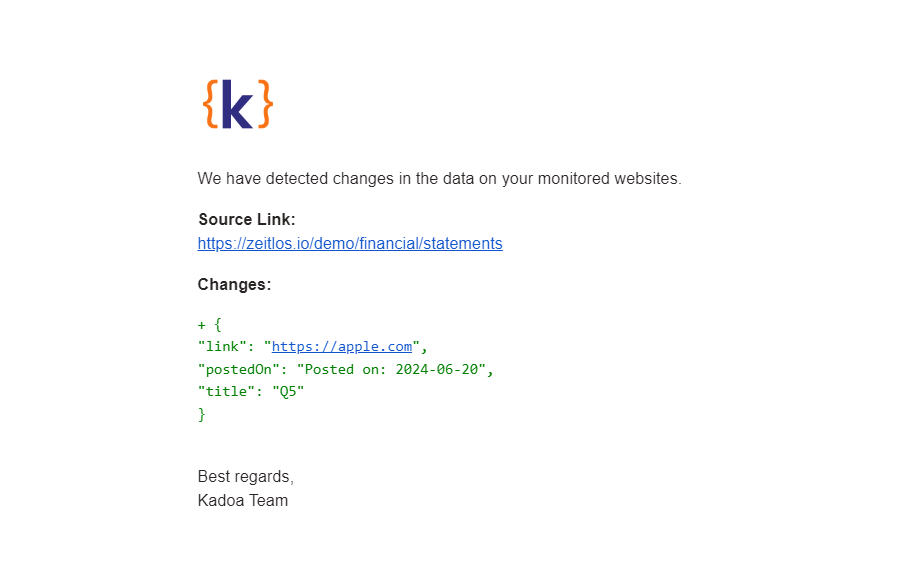 {k}
We have detected changes in the data on your monitored websites.
Source Link:
https://zeitlos.io/demo/financial/statements
Changes:
+ {
"link": "https://apple.com",
"postedOn": "Posted on: 2024-06-20",
"title": "Q5"
}
Best regards,
Kadoa Team